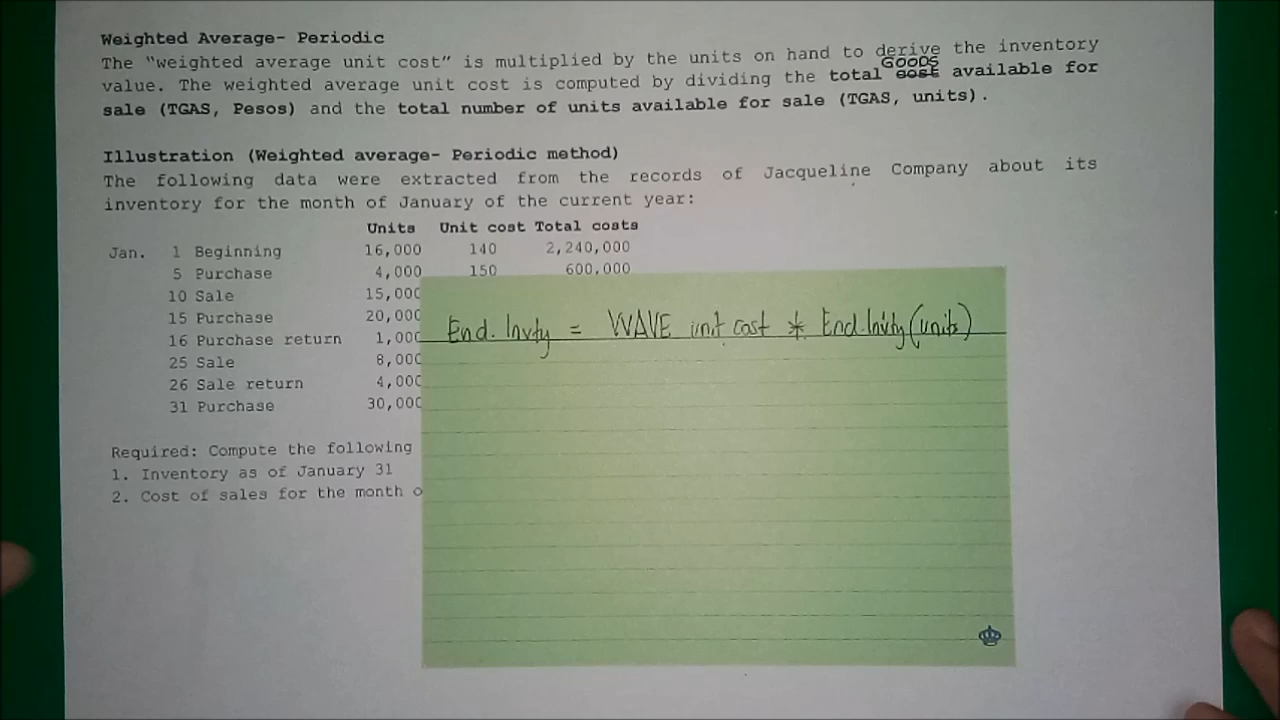 Weighted Average- Periodic
The "weighted average unit cost" is multiplied by the units on hand to derive the inventory
GOODS
value. The weighted average unit cost is computed by dividing the total cost available for
sale (TGAS, Pesos) and the total number of units available for sale (TGAS, units).
Illustration (Weighted average- Periodic method)
The following data were extracted from the records of Jacqueline Company about its
inventory for the month of January of the current year:
Units Unit cost Total costs
Jan. 1 Beginning 16,000 140 2,240,000
5 Purchase 4,000 150 600,000
10 Sale 15,000
15 Purchase 20,000
16 Purchase return 1,000
25 Sale 8,000
26 Sale return 4,000
31 Purchase 30,000
End. Invty = WAVE unit cost * End.Invty(units)
Required: Compute the following
1. Inventory as of January 31
2. Cost of sales for the month o